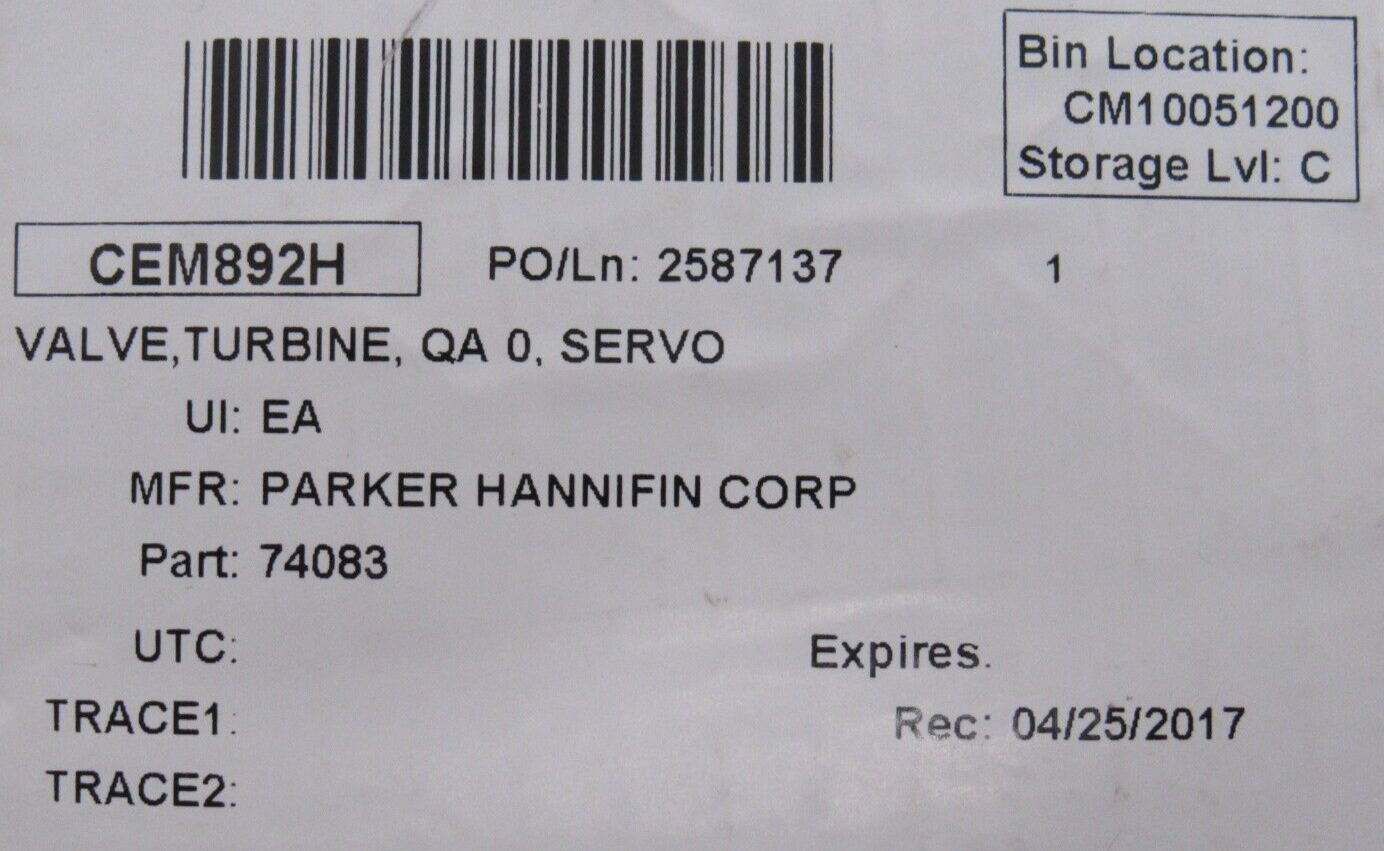 Bin Location:
CM10051200
Storage Lvl: C
CEM892H PO/Ln: 2587137 1
VALVE,TURBINE, QA 0, SERVO
UI: EA
MFR: PARKER HANNIFIN CORP
Part: 74083
UTC: Expires.
TRACE1: Rec: 04/25/2017
TRACE2: